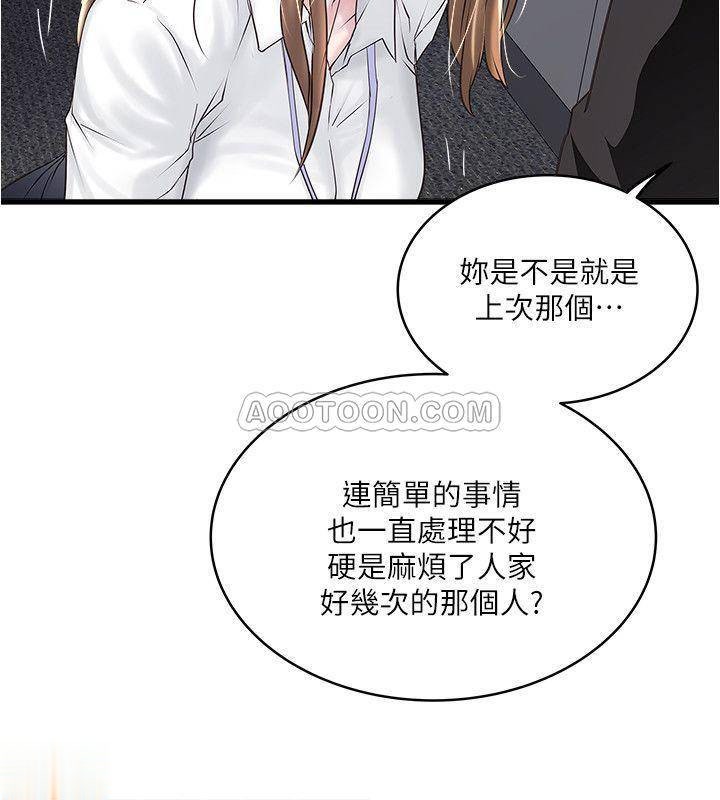 妳是不是就是
上次那個…
AOOTOON.COM
連簡單的事情
也一直處理不好
硬是麻煩了人家
好幾次的那個人?